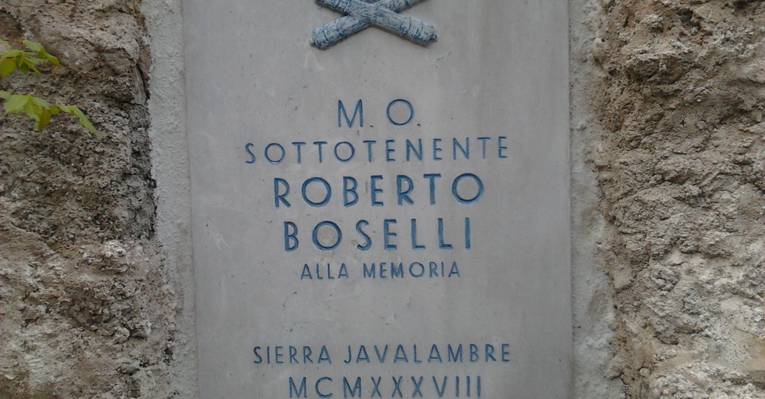 M. O.
SOTTOTENENTE
ROBERTO
BOSELLI
ALLA MEMORIA
SIERRA JAVALAMBRE
MCMXXXVIII